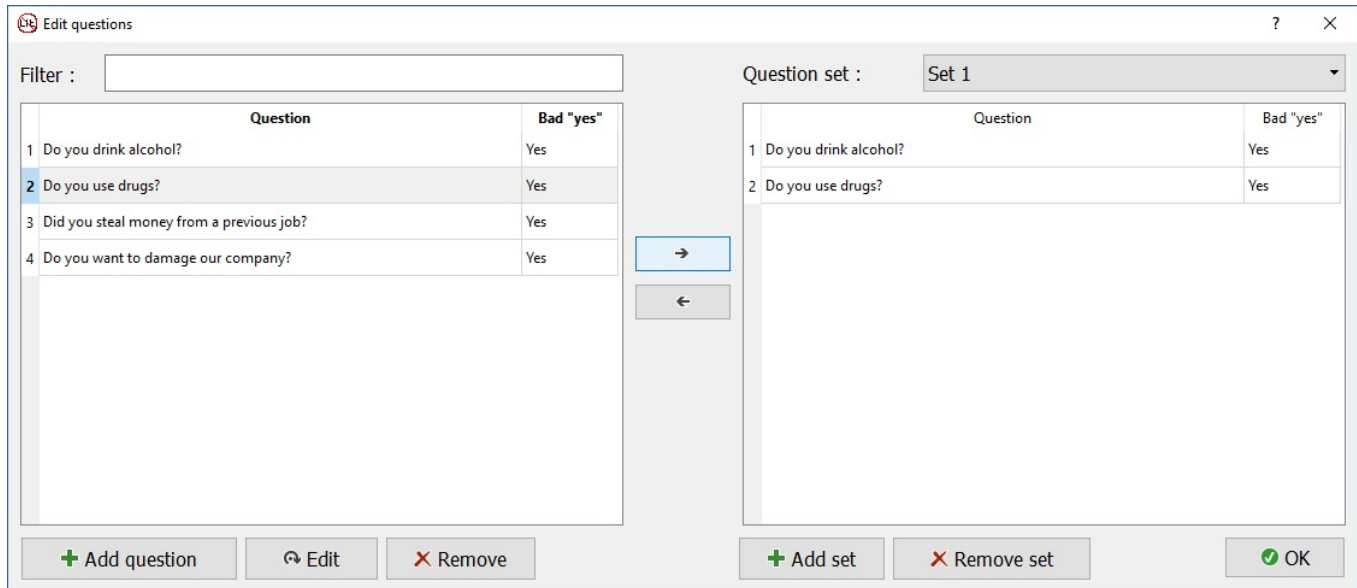 Lie Edit questions ?
Filter : Question set : Set 1
Question Bad "yes" Question Bad "yes"
1 Do you drink alcohol? Yes 1 Do you drink alcohol? Yes
2 Do you use drugs? Yes 2 Do you use drugs? Yes
3 Did you steal money from a previous job? Yes
4 Do you want to damage our company? Yes
Add question Edit Remove Add set Remove set OK